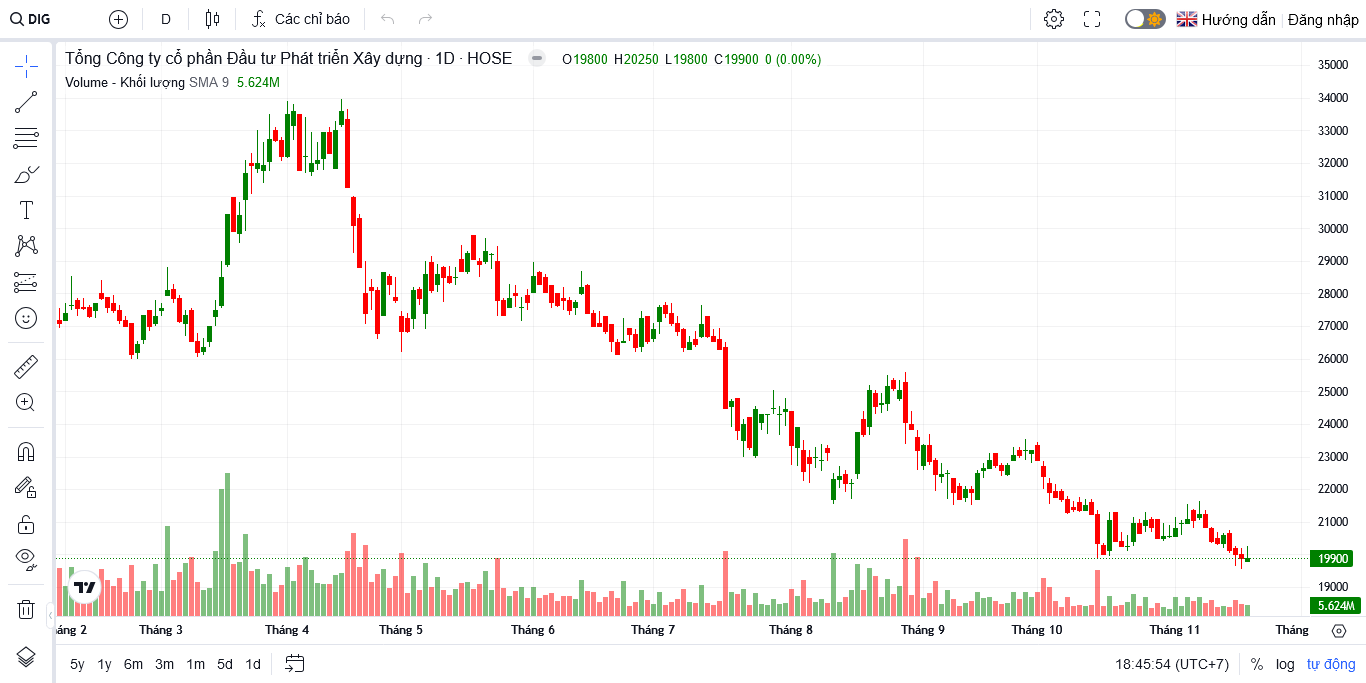 DIG D Các chỉ báo Hướng dẫn Đăng nhập
Tổng Công ty cổ phần Đầu tư Phát triển Xây dựng · 1D · HOSE O19800 H20250 L19800 C19900 0 (0.00%)
Volume - Khối lượng SMA 9 5.624M
35000
34000
33000
32000
31000
30000
29000
28000
27000
26000
25000
24000
23000
22000
21000
19900
19000
5.624M
áng 2 Tháng 3 Tháng 4 Tháng 5 Tháng 6 Tháng 7 Tháng 8 Tháng 9 Tháng 10 Tháng 11 Tháng
5y 1y 6m 3m 1m 5d 1d 18:45:54 (UTC+7) % log tự động